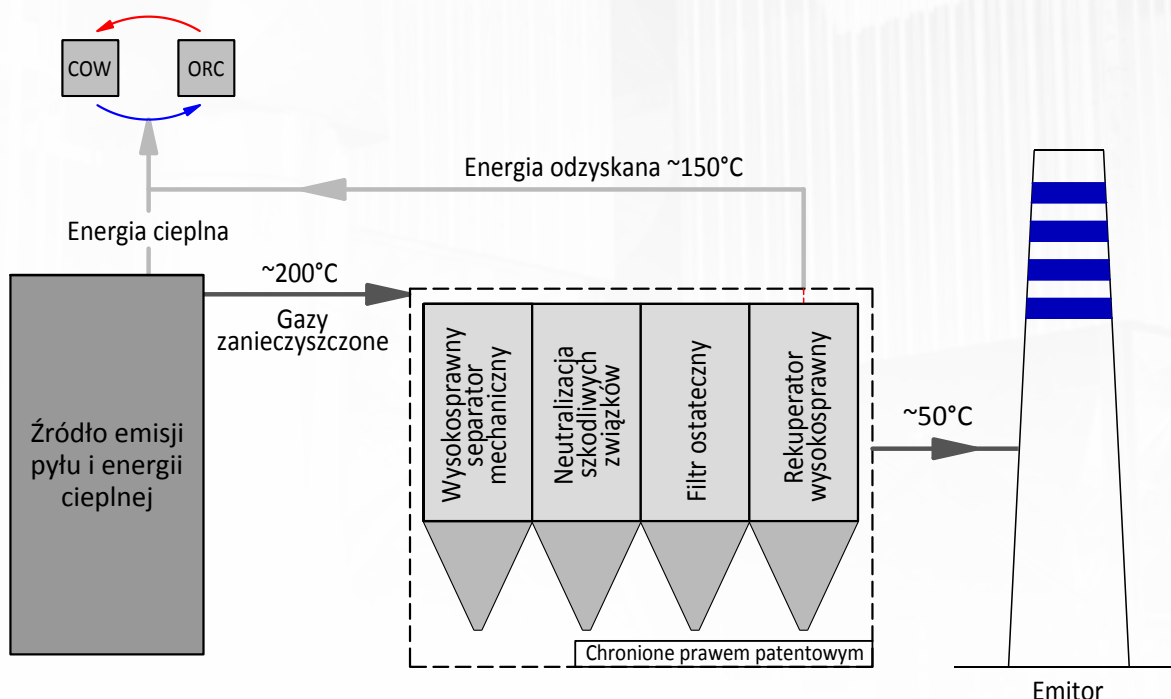 COW
ORC
Energia odzyskana ~150°C
Energia cieplna
~200°C
Gazy
zanieczyszczone
Źródło emisji
pyłu i energii
cieplnej
Wysokosprawny
separator
mechaniczny
Neutralizacja
szkodliwych
związków
Filtr ostateczny
Rekuperator
wysokosprawny
~50°C
Chronione prawem patentowym
Emitor